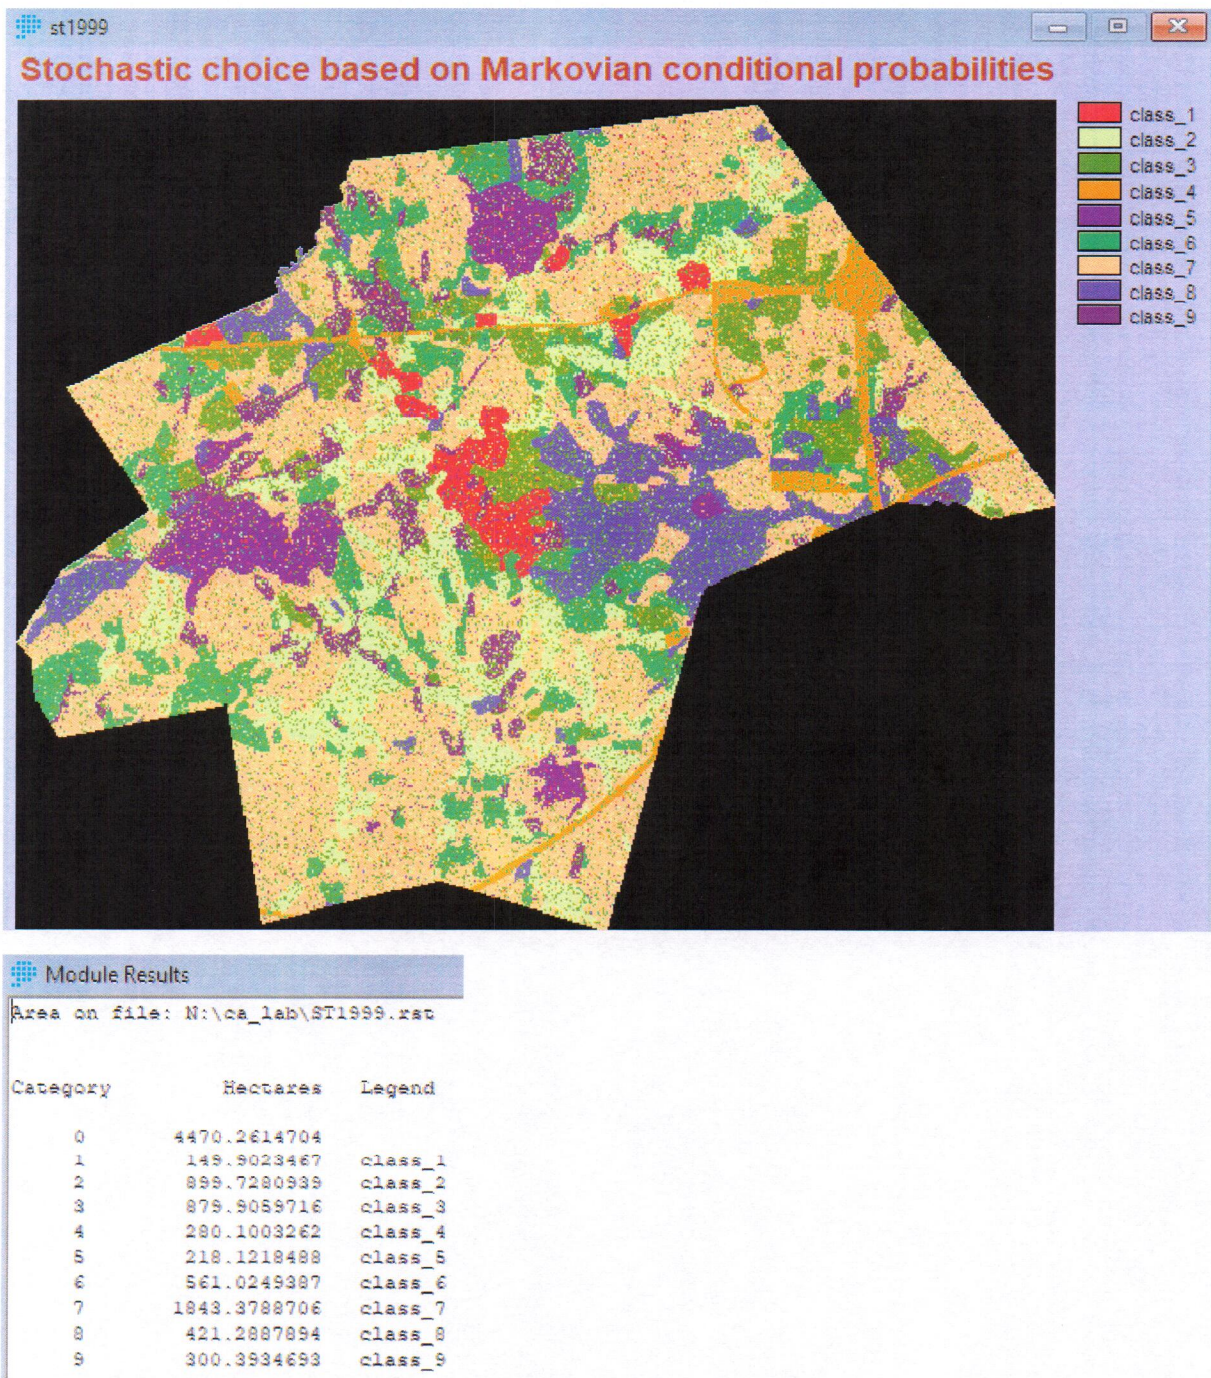 st1999
Stochastic choice based on Markovian conditional probabilities
class_1
class_2
class_3
class_4
class_5
class_6
class_7
class_8
class_9
Module Results
Area on file: N:\ca_lab\ST1999.rst
Category Hectares Legend
0 4470.2614704
1 149.9023467 class_1
2 899.7280939 class_2
3 879.9059716 class_3
4 280.1003262 class_4
5 218.1218488 class_5
6 561.0249387 class_6
7 1843.3788706 class_7
8 421.2887894 class_8
9 300.3934693 class_9